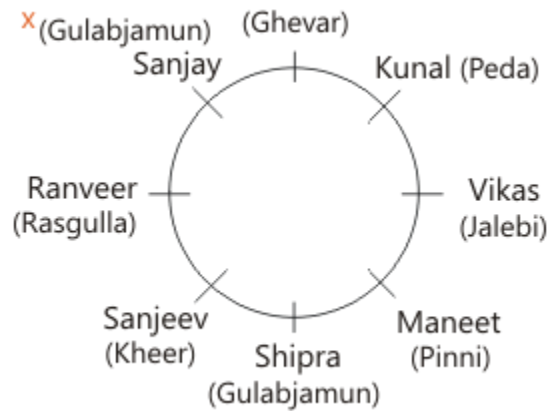 x (Gulabjamun)
Sanjay
(Ghevar)
Kunal (Peda)
Ranveer
(Rasgulla)
Vikas
(Jalebi)
Sanjeev
(Kheer)
Shipra
(Gulabjamun)
Maneet
(Pinni)